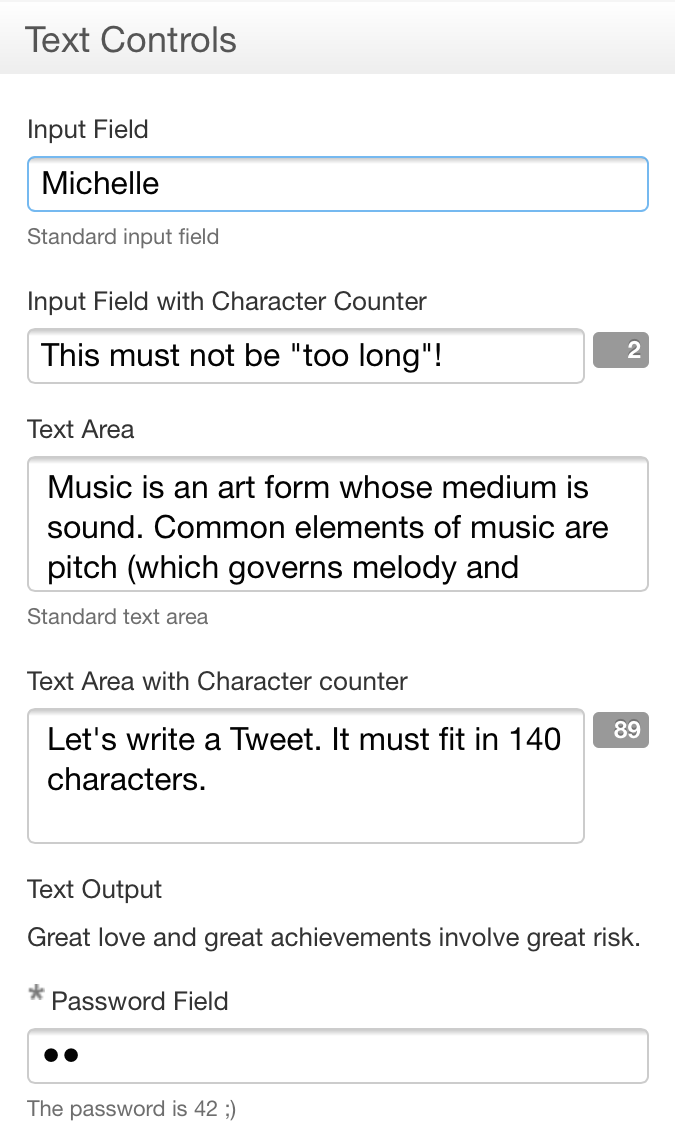 Text Controls
Input Field
Michelle
Standard input field
Input Field with Character Counter
This must not be "too long"!
2
Text Area
Music is an art form whose medium is
sound. Common elements of music are
pitch (which governs melody and
Standard text area
Text Area with Character counter
Let's write a Tweet. It must fit in 140
characters.
89
Text Output
Great love and great achievements involve great risk.
* Password Field
●●
The password is 42 ;)